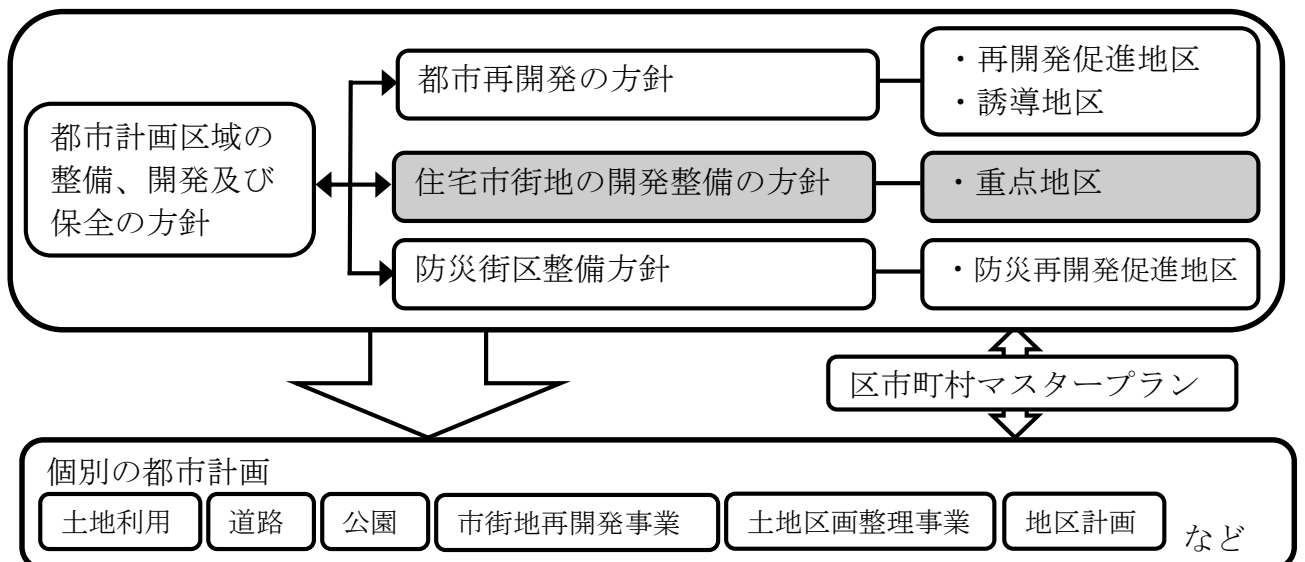 都市計画区域の
整備、開発及び
保全の方針
都市再開発の方針
・再開発促進地区
・誘導地区
住宅市街地の開発整備の方針
・重点地区
防災街区整備方針
・防災再開発促進地区
区市町村マスタープラン
個別の都市計画
土地利用
道路
公園
市街地再開発事業
土地区画整理事業
地区計画
など